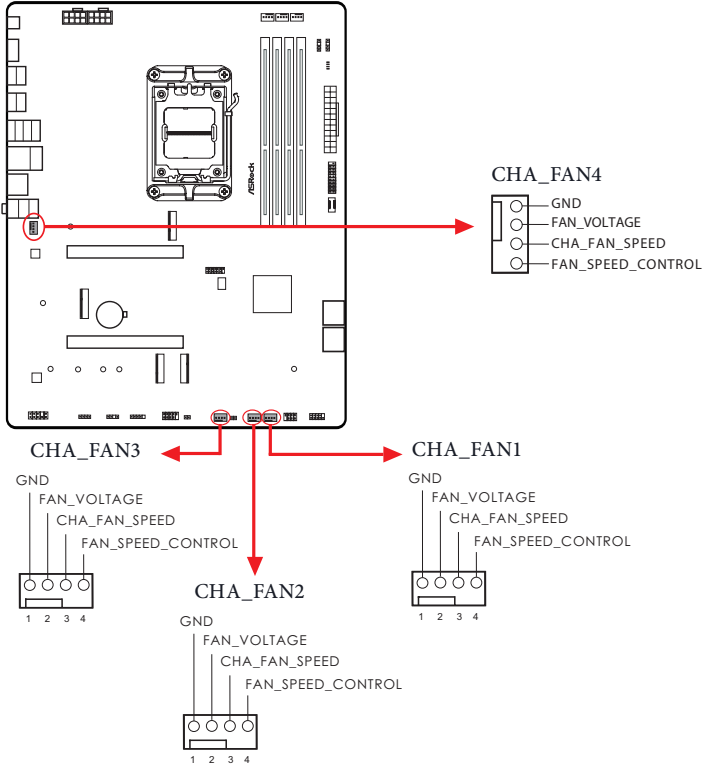 ASRock
CHA_FAN4
GND
FAN_VOLTAGE
CHA_FAN_SPEED
FAN_SPEED_CONTROL
CHA_FAN3
GND
FAN_VOLTAGE
CHA_FAN_SPEED
FAN_SPEED_CONTROL
1 2 3 4
CHA_FAN1
GND
FAN_VOLTAGE
CHA_FAN_SPEED
FAN_SPEED_CONTROL
1 2 3 4
CHA_FAN2
GND
FAN_VOLTAGE
CHA_FAN_SPEED
FAN_SPEED_CONTROL
1 2 3 4